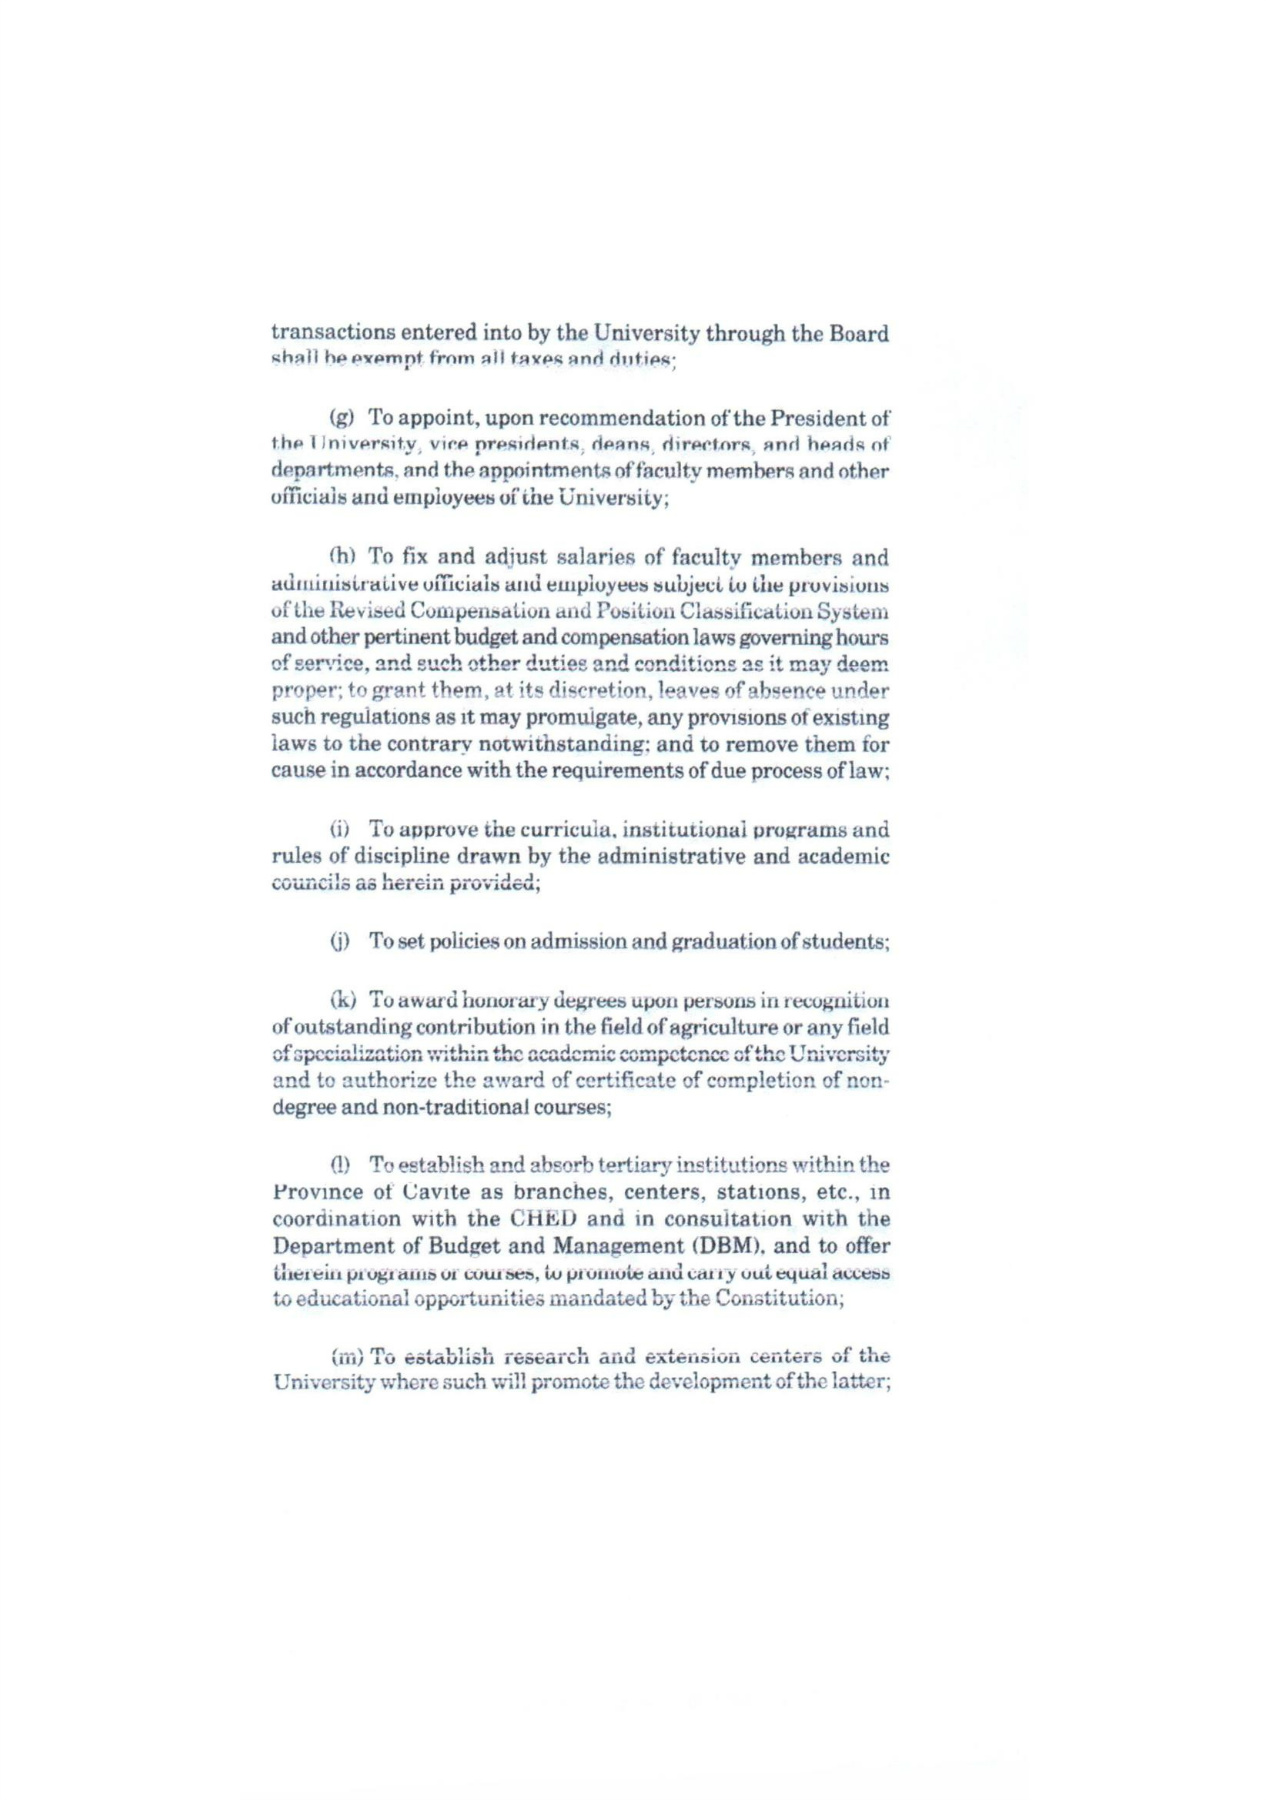 transactions entered into by the University through the Board
shall be exempt from all taxes and duties;
(g) To appoint, upon recommendation of the President of
the University, vice presidents, deans, directors, and heads of
departments, and the appointments of faculty members and other
officials and employees of the University;
(h) To fix and adjust salaries of faculty members and
administrative officials and employees subject to the provisions
of the Revised Compensation and Position Classification System
and other pertinent budget and compensation laws governing hours
of service, and such other duties and conditions as it may deem
proper; to grant them, at its discretion, leaves of absence under
such regulations as it may promulgate, any provisions of existing
laws to the contrary notwithstanding; and to remove them for
cause in accordance with the requirements of due process of law;
(i) To approve the curricula, institutional programs and
rules of discipline drawn by the administrative and academic
councils as herein provided;
(j) To set policies on admission and graduation of students;
(k) To award honorary degrees upon persons in recognition
of outstanding contribution in the field of agriculture or any field
of specialization within the academic competence of the University
and to authorize the award of certificate of completion of non-
degree and non-traditional courses;
(l) To establish and absorb tertiary institutions within the
Province of Cavite as branches, centers, stations, etc., in
coordination with the CHED and in consultation with the
Department of Budget and Management (DBM), and to offer
therein programs or courses, to promote and carry out equal access
to educational opportunities mandated by the Constitution;
(m) To establish research and extension centers of the
University where such will promote the development of the latter;